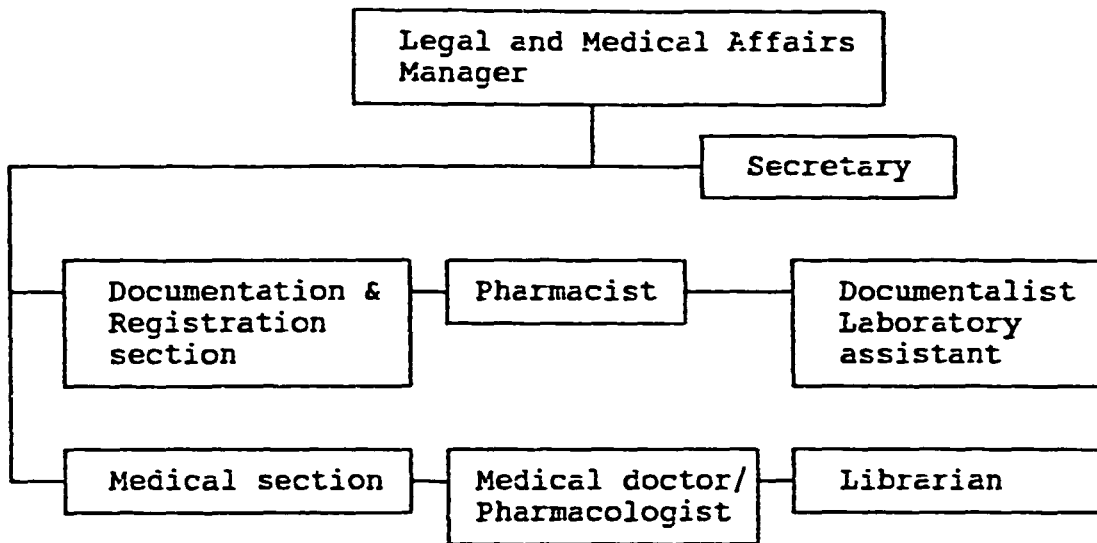 Legal and Medical Affairs
Manager
Secretary
Documentation &
Registration
section
Pharmacist
Documentalist
Laboratory
assistant
Medical section
Medical doctor/
Pharmacologist
Librarian